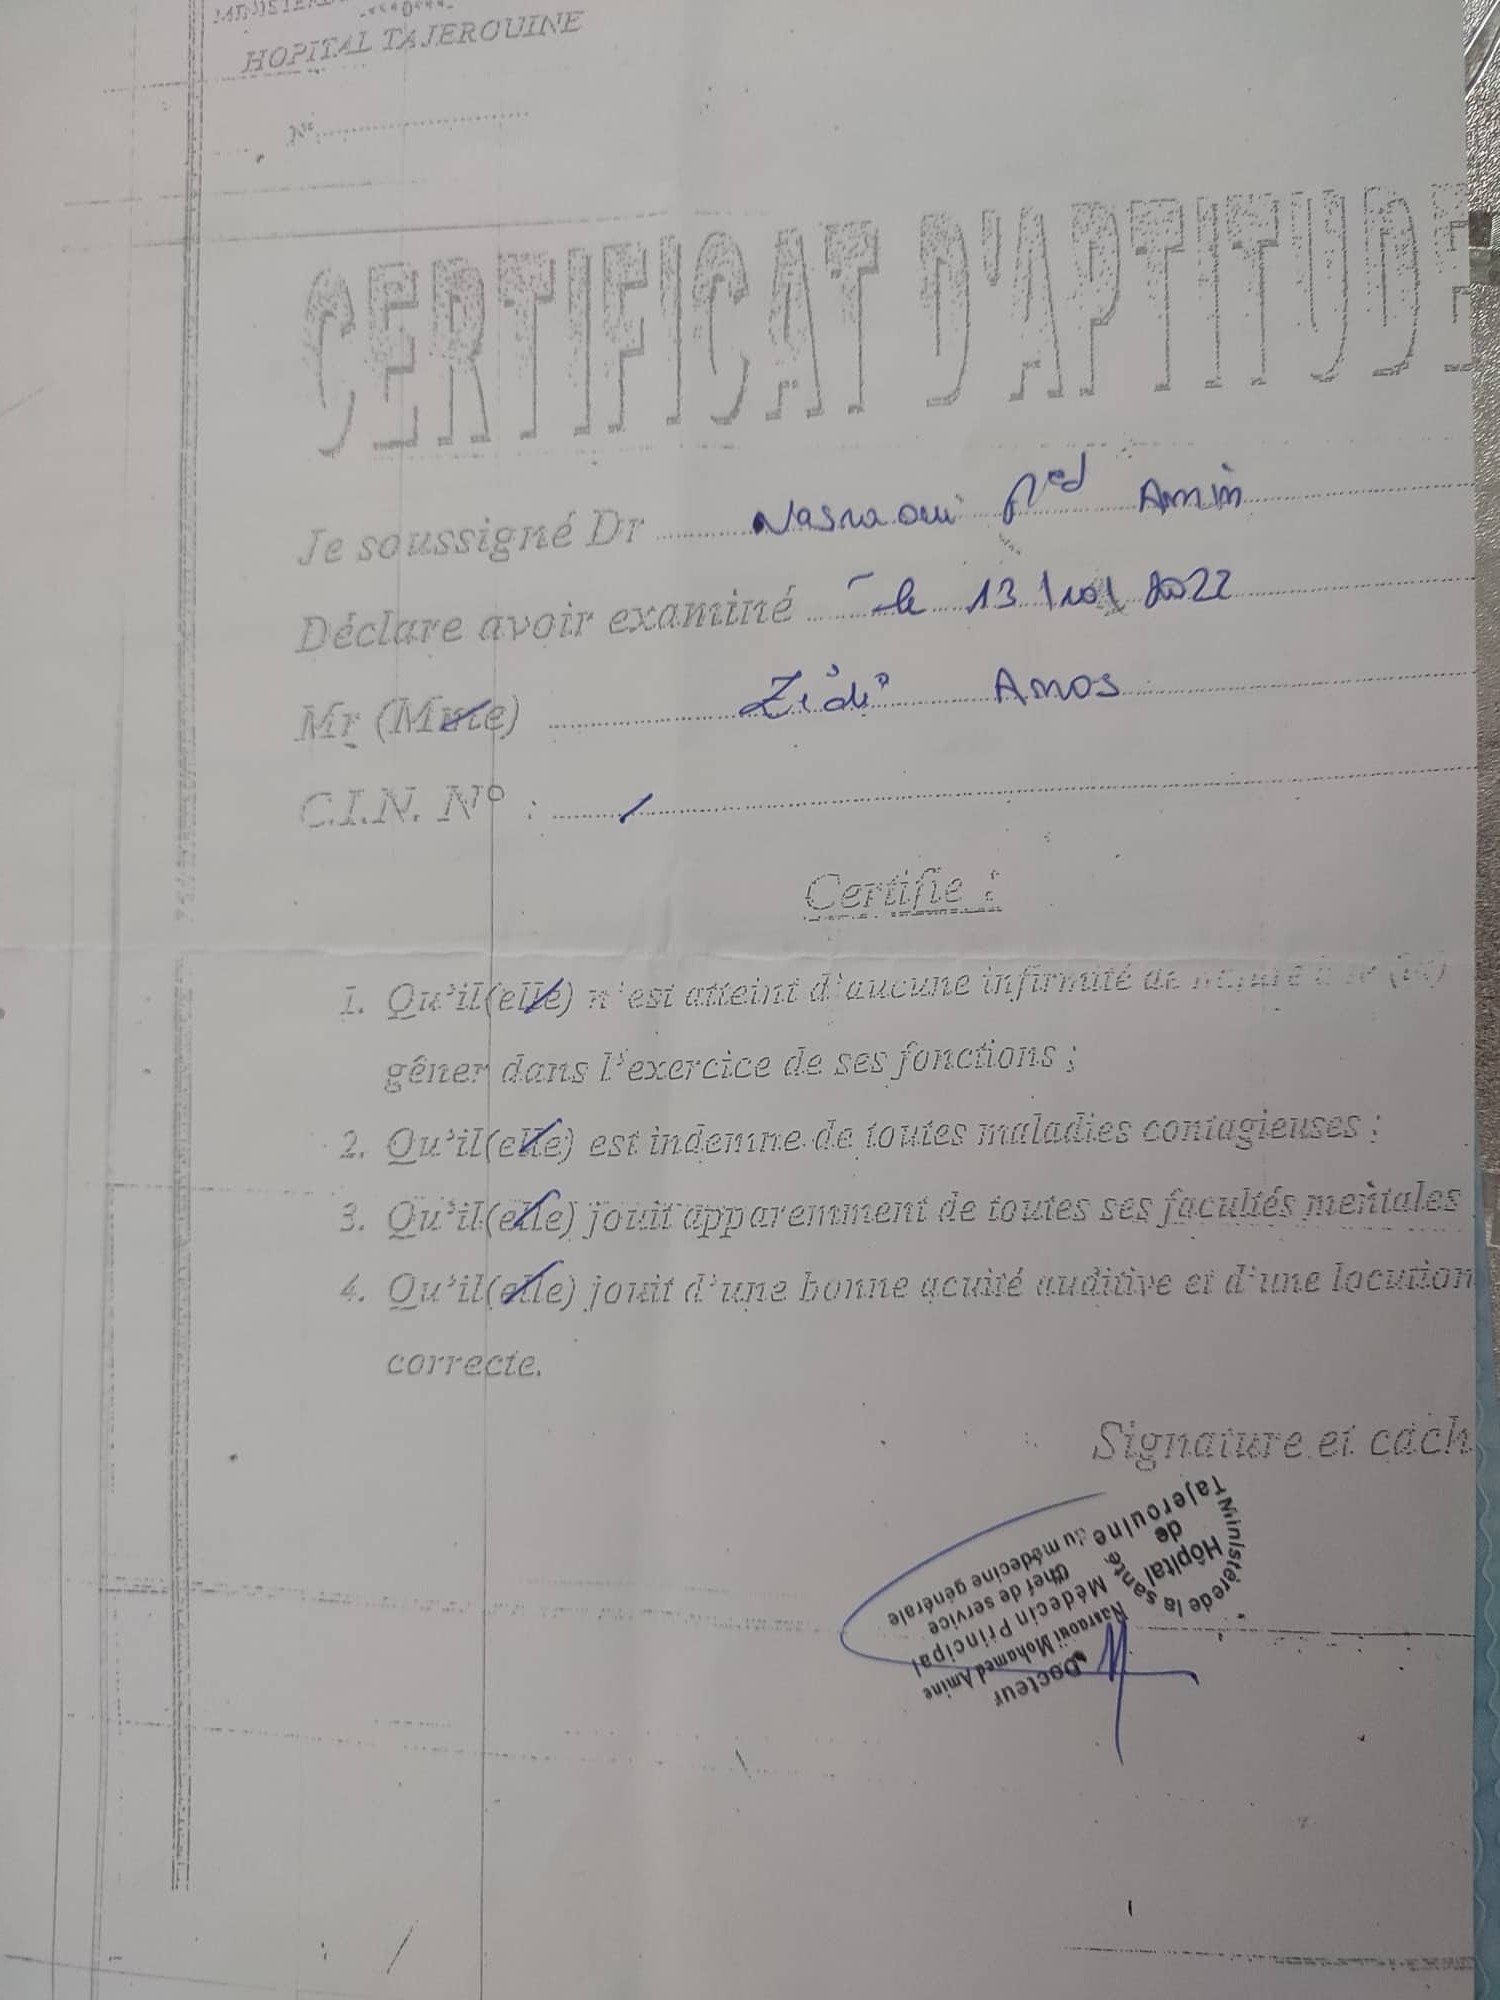 HOPITAL TAJEROUINE
N°
CERTIFICAT D'APTITUDE
Je soussigné Dr Nasraoui Med Amin
Déclare avoir examiné le 13 2022
Mr (Mme) Zidi Amos
C.I.N. N° : /
Certifie :
1. Qu'il(elle) n'est atteint d'aucune infirmité de nature à le (la)
gêner dans l'exercice de ses fonctions ;
2. Qu'il(elle) est indemne de toutes maladies contagieuses ;
3. Qu'il(elle) jouit apparemment de toutes ses facultés mentales
4. Qu'il(elle) jouit d'une bonne acuité auditive et d'une locution
correcte.
Signature et cach
Ministère de la santé
Hôpital
de
Tajerouine
Docteur
Nasraoui Mohamed Amine
Médecin Principal
Chef de service
du médecine générale